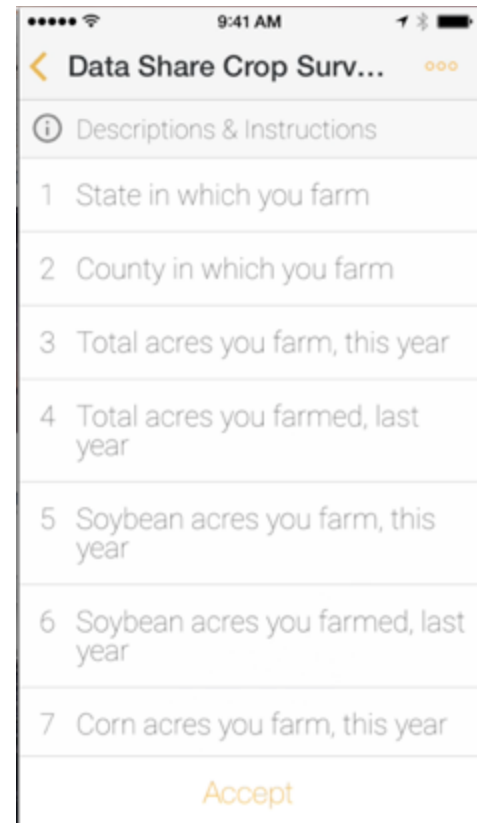 9:41 AM
Data Share Crop Surv...
Descriptions & Instructions
1 State in which you farm
2 County in which you farm
3 Total acres you farm, this year
4 Total acres you farmed, last
year
5 Soybean acres you farm, this
year
6 Soybean acres you farmed, last
year
7 Corn acres you farm, this year
Accept